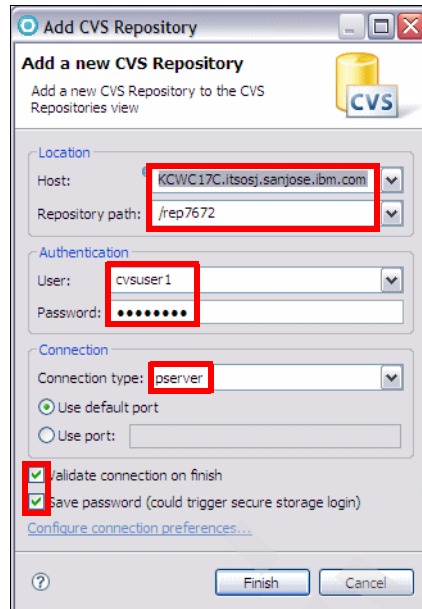 Add CVS Repository
Add a new CVS Repository
Add a new CVS Repository to the CVS
Repositories view
CVS
Location
Host: KCWC17C.itsosj.sanjose.ibm.com
Repository path: /rep7672
Authentication
User: cvsuser1
Password: ●●●●●●●●
Connection
Connection type: pserver
Use default port
Use port:
Validate connection on finish
Save password (could trigger secure storage login)
Configure connection preferences...
?
Finish Cancel